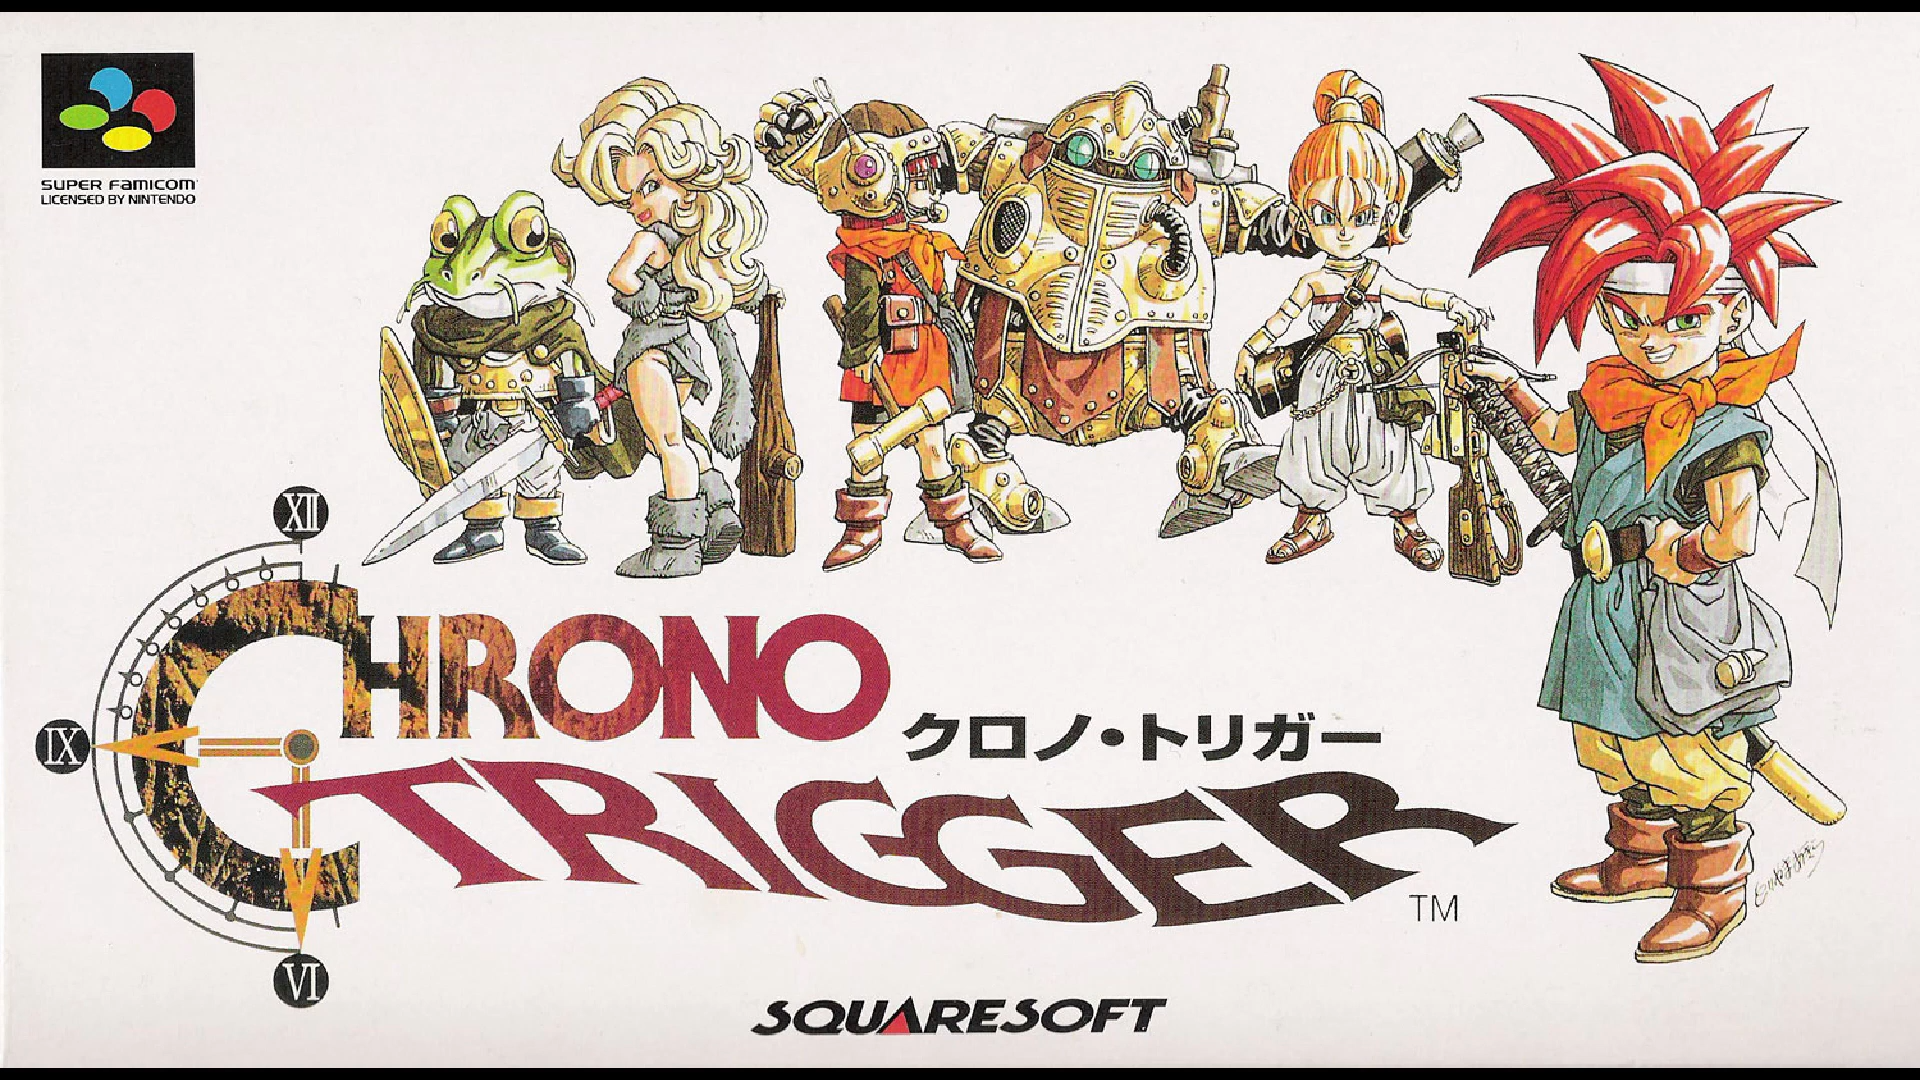 SUPER FAMICOM
LICENSED BY NINTENDO
XII
IX
VI
CHRONO
クロノ・トリガー
TRIGGER
TM
SQUARESOFT